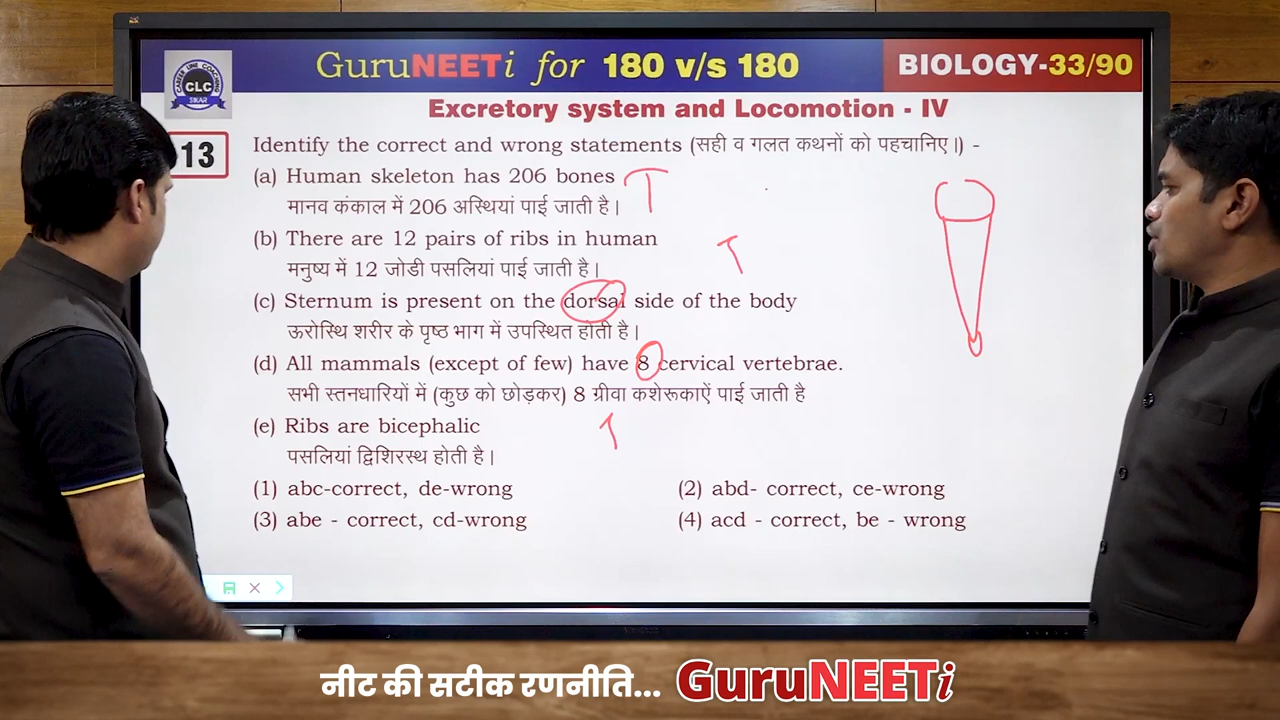 GuruNEETi for 180 v/s 180
BIOLOGY-33/90
CAREER LINE COACHING
CLC
SIKAR
Excretory system and Locomotion - IV
13
Identify the correct and wrong statements (सही व गलत कथनों को पहचानिए।) -
(a) Human skeleton has 206 bones T
मानव कंकाल में 206 अस्थियां पाई जाती है।
(b) There are 12 pairs of ribs in human T
मनुष्य में 12 जोडी पसलियां पाई जाती है।
(c) Sternum is present on the dorsal side of the body
ऊरोस्थि शरीर के पृष्ठ भाग में उपस्थित होती है।
(d) All mammals (except of few) have 8 cervical vertebrae.
सभी स्तनधारियों में (कुछ को छोड़कर) 8 ग्रीवा कशेरूकाऐं पाई जाती है
(e) Ribs are bicephalic
पसलियां द्विशिरस्थ होती है।
(1) abc-correct, de-wrong
(2) abd- correct, ce-wrong
(3) abe - correct, cd-wrong
(4) acd - correct, be - wrong
नीट की सटीक रणनीति... GuruNEETi